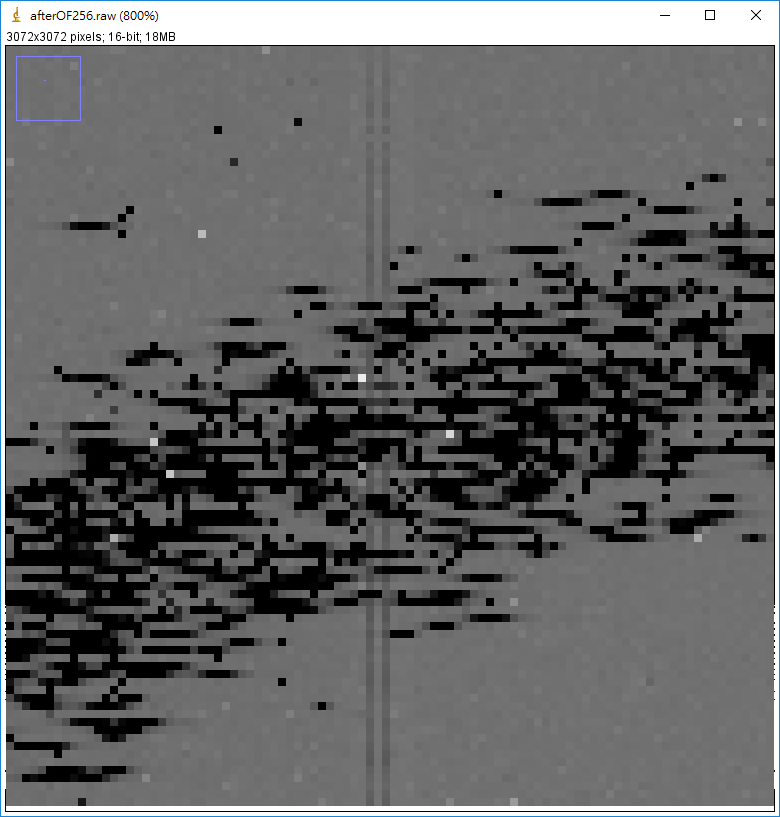 afterOF256.raw (800%)
3072x3072 pixels; 16-bit; 18MB